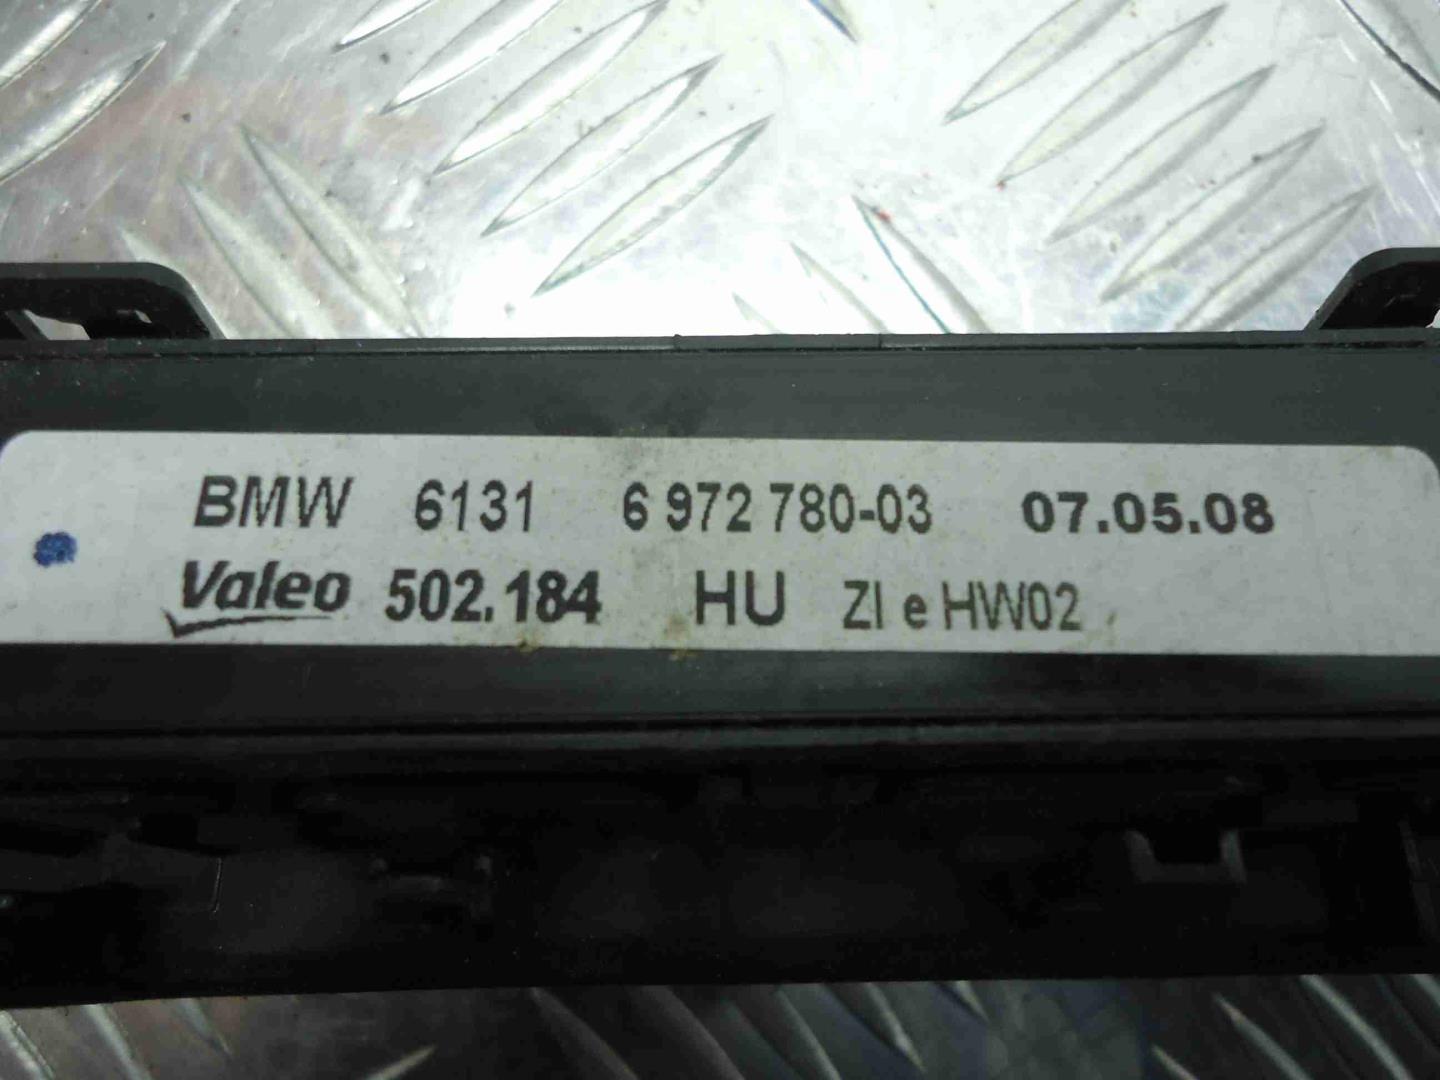 BMW 6131 6 972 780-03 07.05.08
Valeo 502.184 HU ZI e HW02